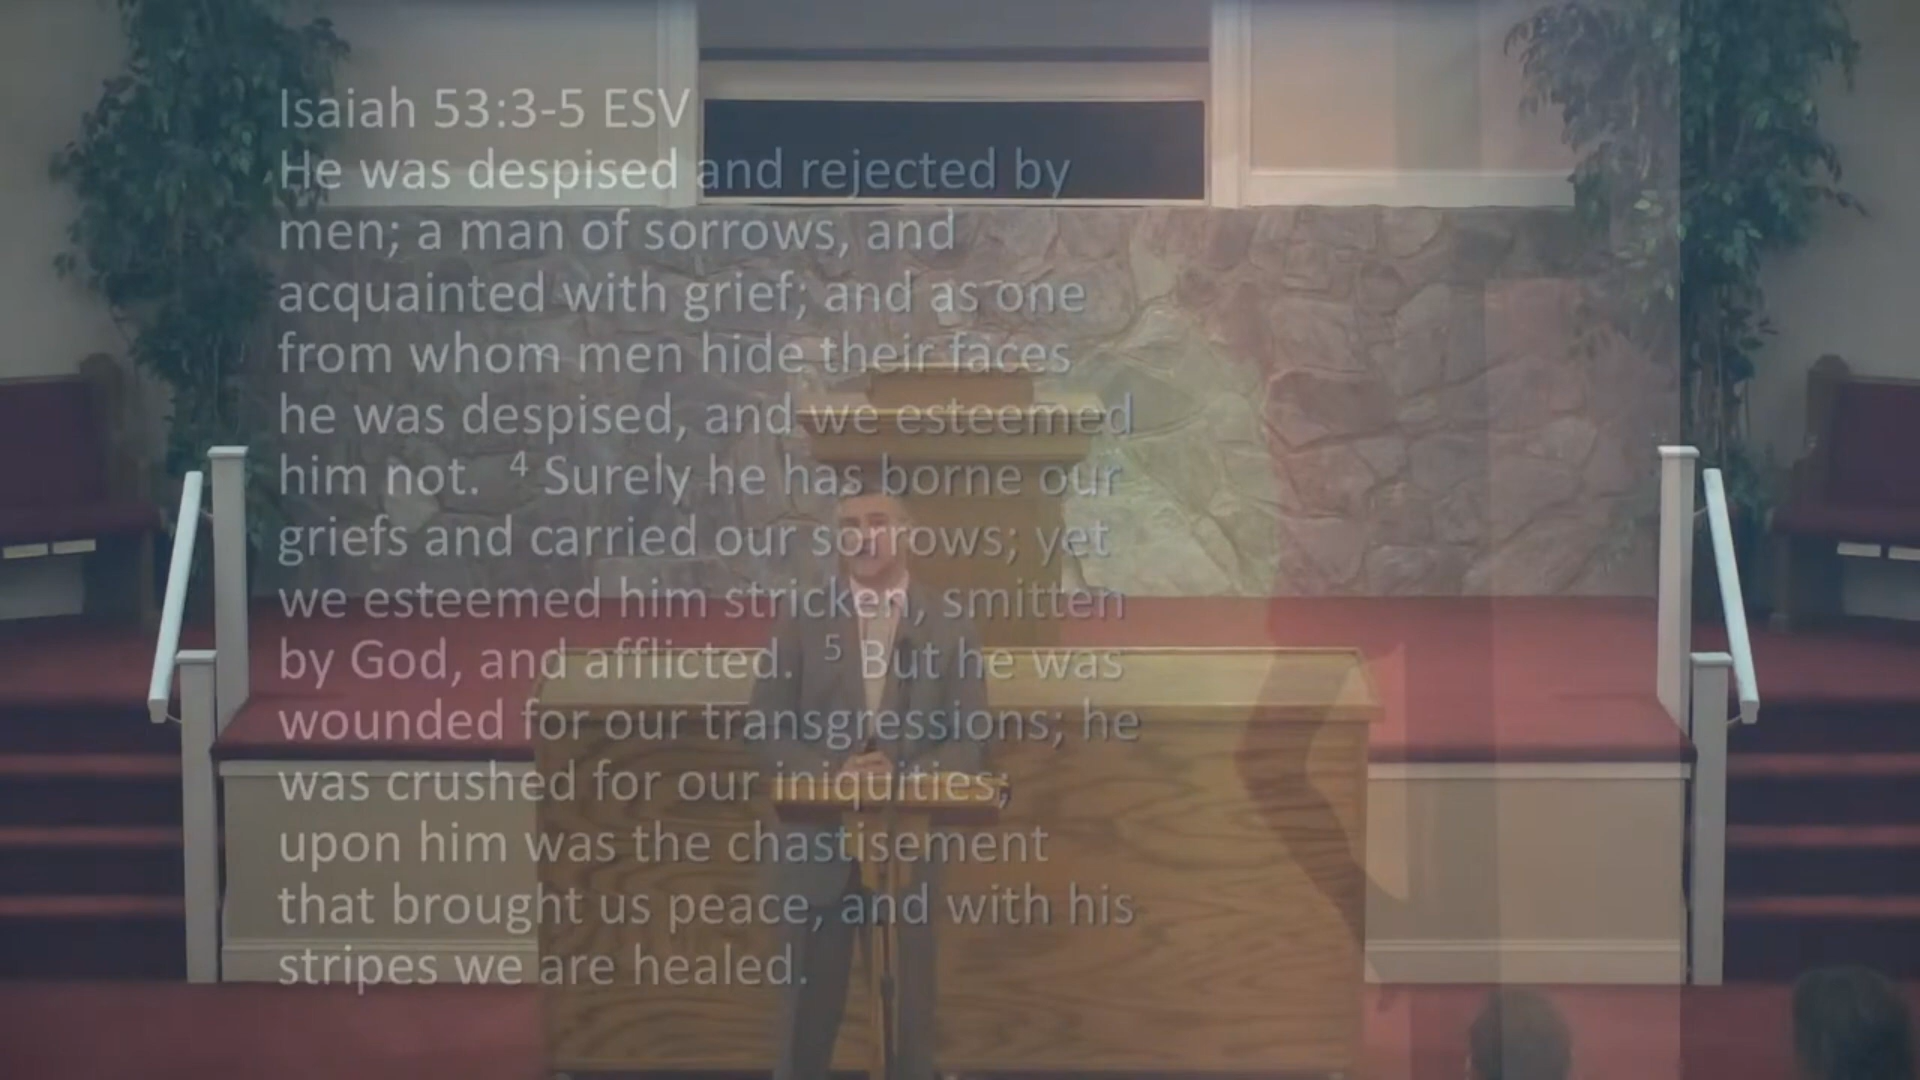 Isaiah 53:3-5 ESV
He was despised and rejected by
men; a man of sorrows, and
acquainted with grief; and as one
from whom men hide their faces
he was despised, and we esteemed
him not. 4 Surely he has borne our
griefs and carried our sorrows; yet
we esteemed him stricken, smitten
by God, and afflicted. 5 But he was
wounded for our transgressions; he
was crushed for our iniquities;
upon him was the chastisement
that brought us peace, and with his
stripes we are healed.